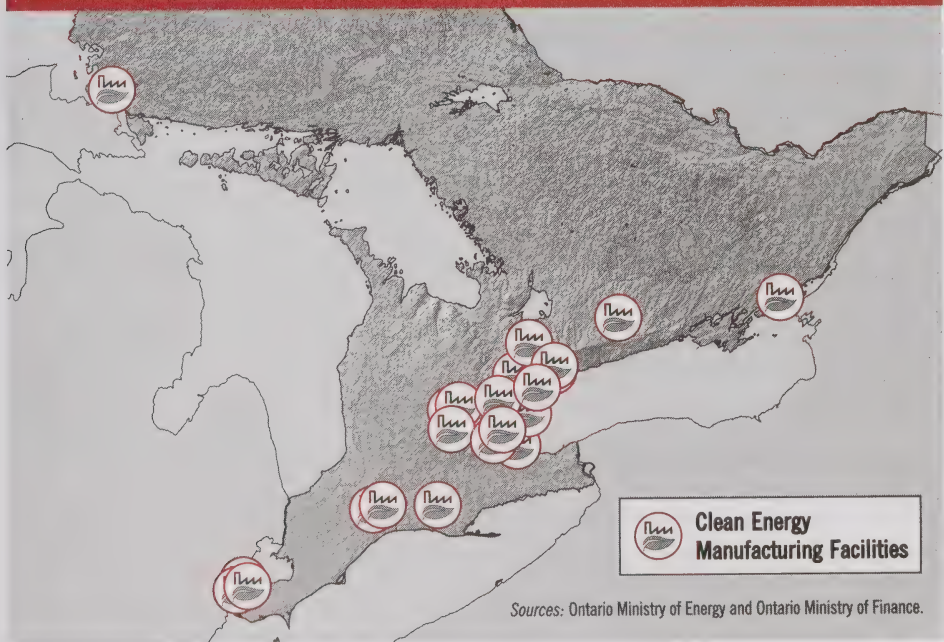 Clean Energy
Manufacturing Facilities
Sources: Ontario Ministry of Energy and Ontario Ministry of Finance.